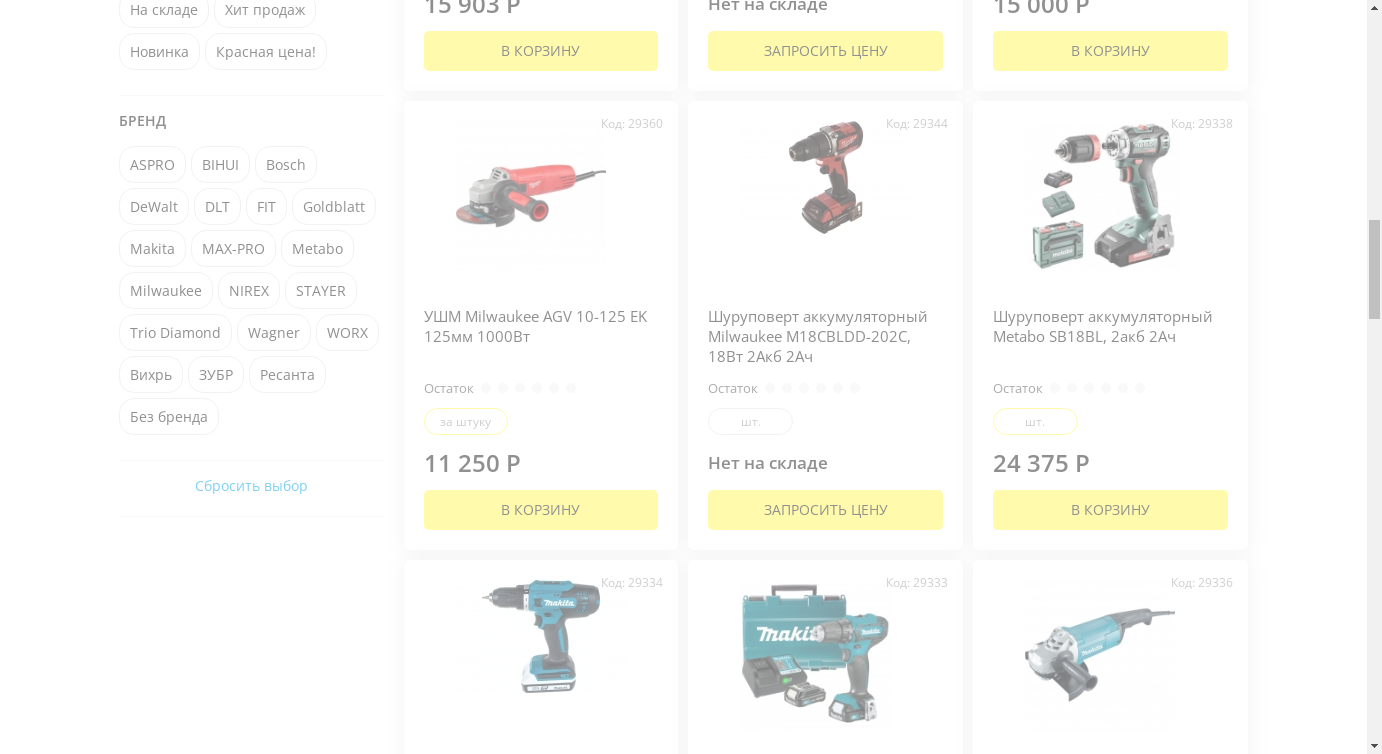 На складе
Хит продаж
Новинка
Красная цена!
БРЕНД
ASPRO
BIHUI
Bosch
DeWalt
DLT
FIT
Goldblatt
Makita
MAX-PRO
Metabo
Milwaukee
NIREX
STAYER
Trio Diamond
Wagner
WORX
Вихрь
ЗУБР
Ресанта
Без бренда
Сбросить выбор
15 903 Р
В КОРЗИНУ
Нет на складе
ЗАПРОСИТЬ ЦЕНУ
15 000 Р
В КОРЗИНУ
Код: 29360
УШМ Milwaukee AGV 10-125 EK
125мм 1000Вт
Остаток
за штуку
11 250 Р
В КОРЗИНУ
Код: 29344
Шуруповерт аккумуляторный
Milwaukee M18CBLDD-202C,
18Вт 2Акб 2Ач
Остаток
шт.
Нет на складе
ЗАПРОСИТЬ ЦЕНУ
Код: 29338
Шуруповерт аккумуляторный
Metabo SB18BL, 2акб 2Ач
Остаток
шт.
24 375 Р
В КОРЗИНУ
Код: 29334
makita
Код: 29333
makita
Код: 29336